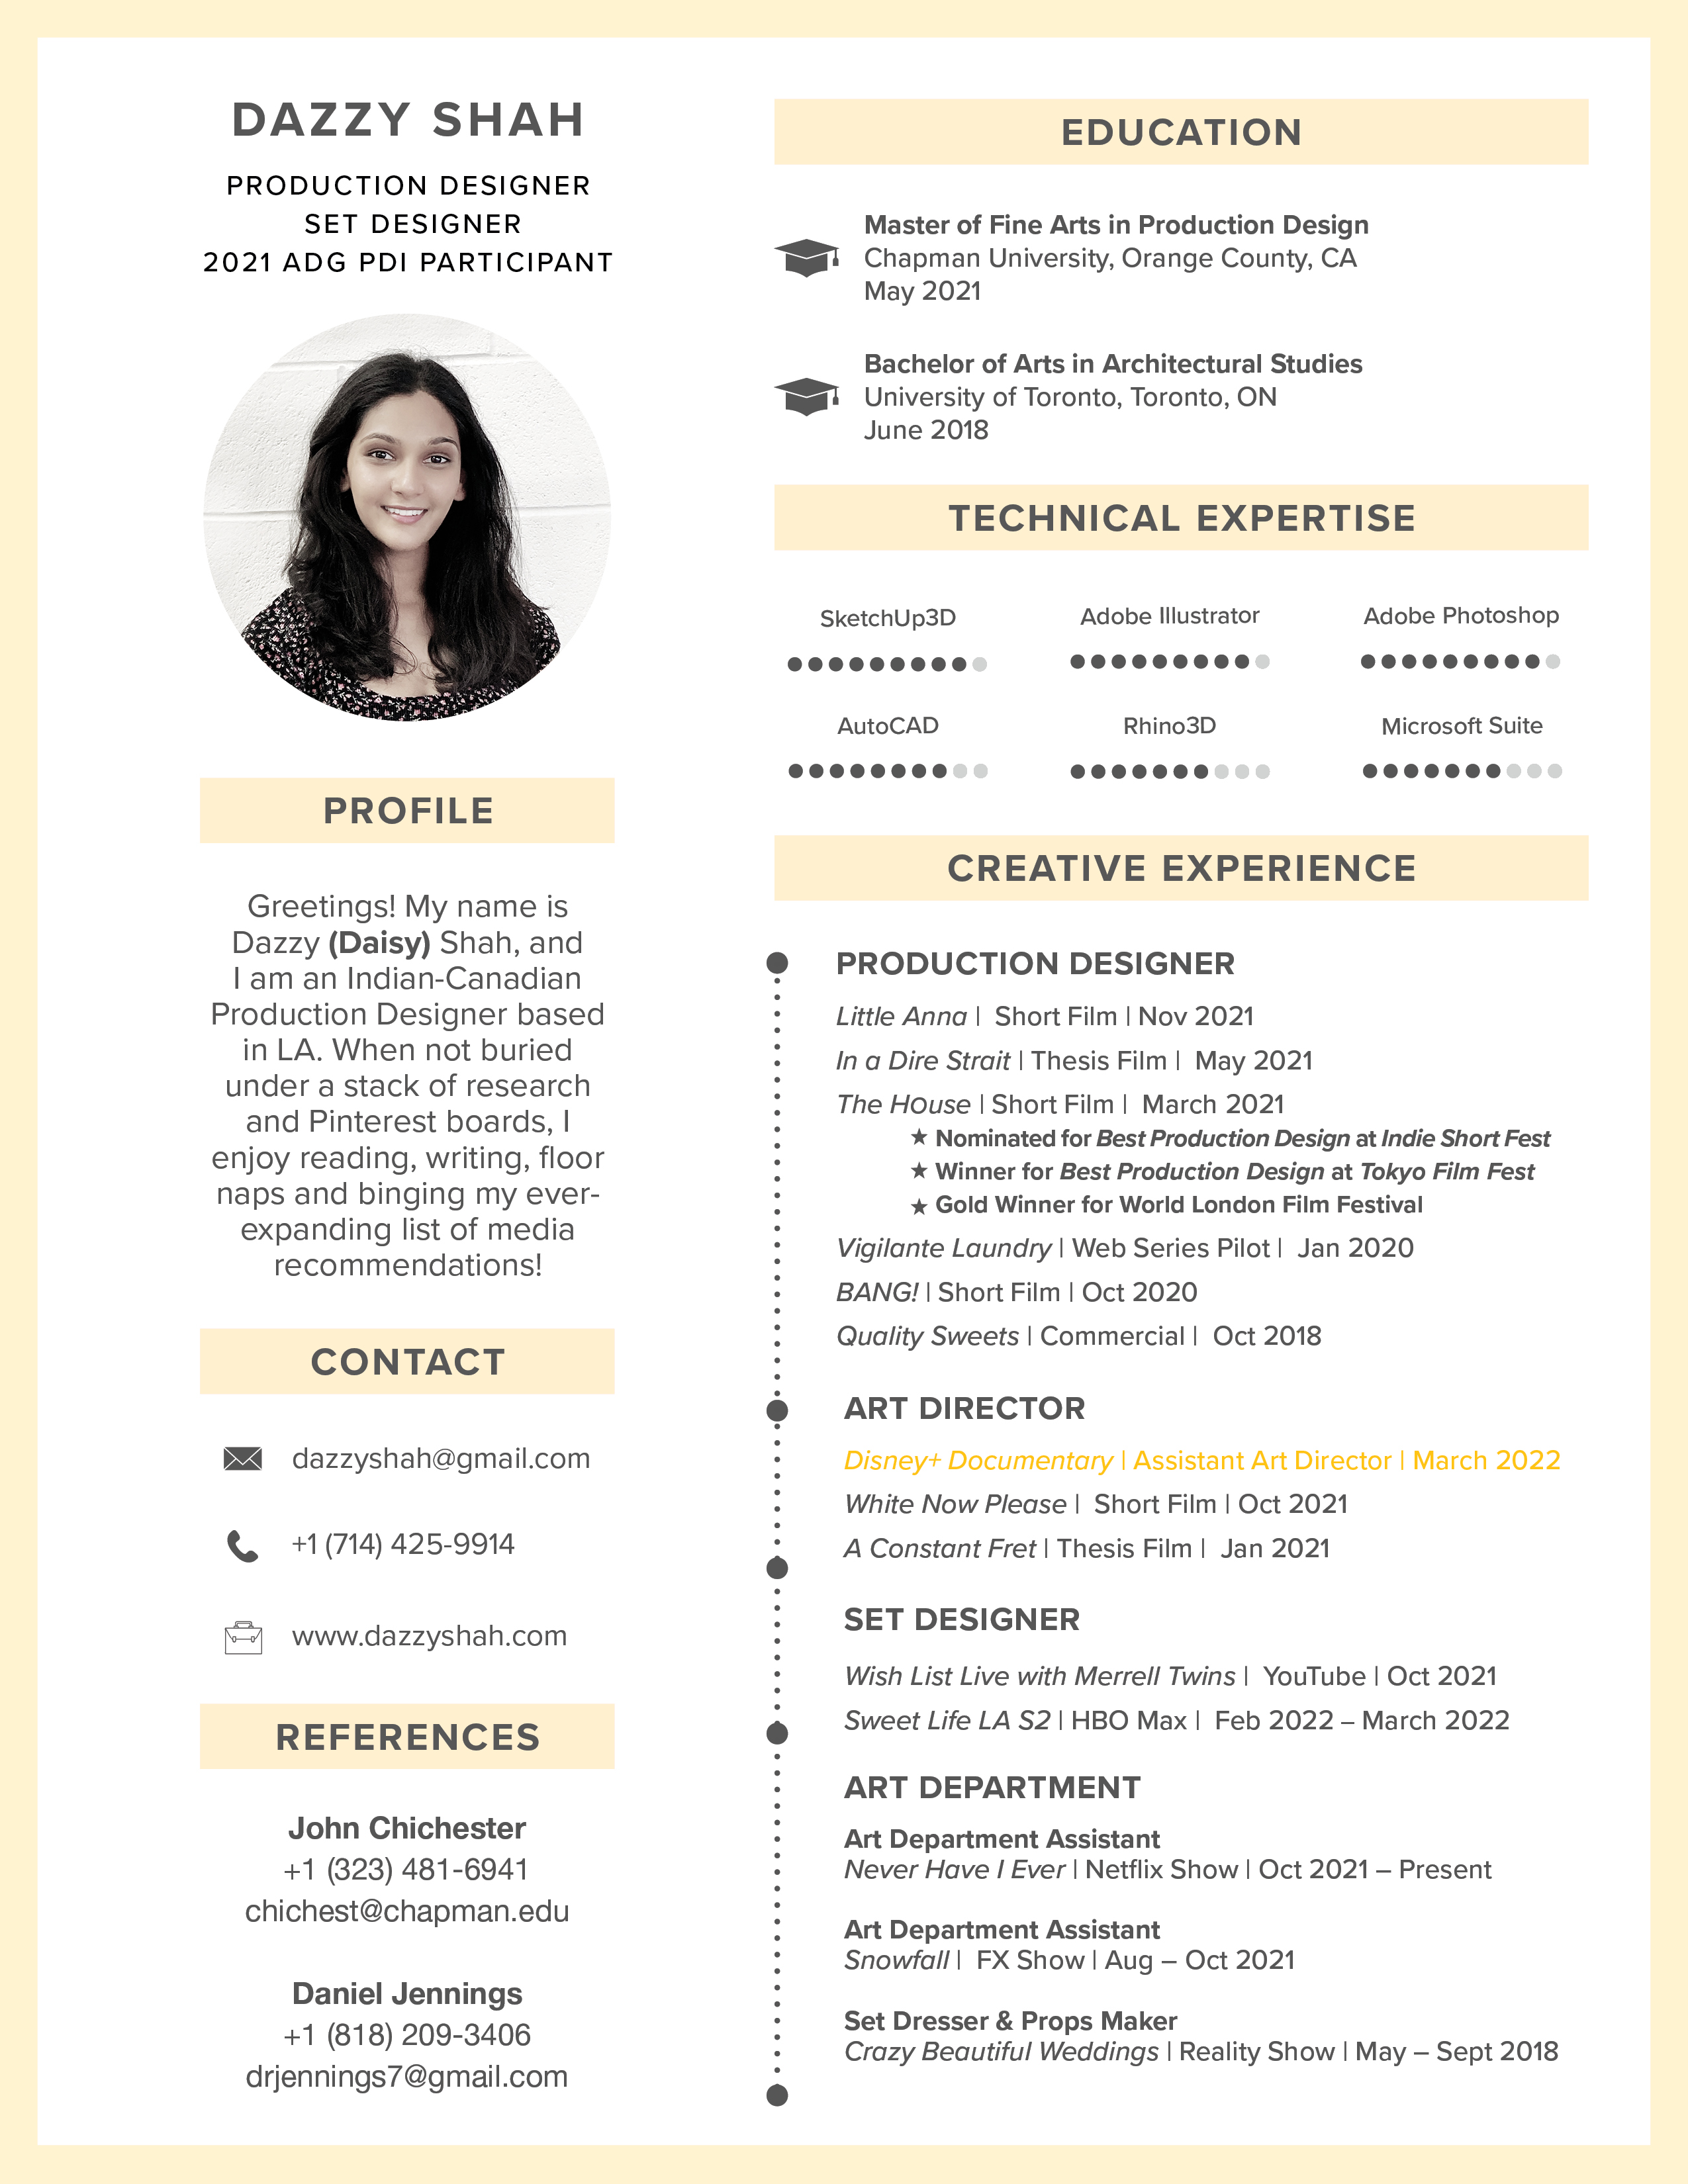 DAZZY SHAH
PRODUCTION DESIGNER
SET DESIGNER
2021 ADG PDI PARTICIPANT
PROFILE
Greetings! My name is
Dazzy (Daisy) Shah, and
I am an Indian-Canadian
Production Designer based
in LA. When not buried
under a stack of research
and Pinterest boards, I
enjoy reading, writing, floor
naps and binging my ever-
expanding list of media
recommendations!
CONTACT
dazzyshah@gmail.com
+1 (714) 425-9914
www.dazzyshah.com
REFERENCES
John Chichester
+1 (323) 481-6941
chichest@chapman.edu
Daniel Jennings
+1 (818) 209-3406
drjennings7@gmail.com
EDUCATION
Master of Fine Arts in Production Design
Chapman University, Orange County, CA
May 2021
Bachelor of Arts in Architectural Studies
University of Toronto, Toronto, ON
June 2018
TECHNICAL EXPERTISE
SketchUp3D
Adobe Illustrator
Adobe Photoshop
AutoCAD
Rhino3D
Microsoft Suite
CREATIVE EXPERIENCE
PRODUCTION DESIGNER
Little Anna | Short Film | Nov 2021
In a Dire Strait | Thesis Film | May 2021
The House | Short Film | March 2021
★ Nominated for Best Production Design at Indie Short Fest
★ Winner for Best Production Design at Tokyo Film Fest
★ Gold Winner for World London Film Festival
Vigilante Laundry | Web Series Pilot | Jan 2020
BANG! | Short Film | Oct 2020
Quality Sweets | Commercial | Oct 2018
ART DIRECTOR
Disney+ Documentary | Assistant Art Director | March 2022
White Now Please | Short Film | Oct 2021
A Constant Fret | Thesis Film | Jan 2021
SET DESIGNER
Wish List Live with Merrell Twins | YouTube | Oct 2021
Sweet Life LA S2 | HBO Max | Feb 2022 – March 2022
ART DEPARTMENT
Art Department Assistant
Never Have I Ever | Netflix Show | Oct 2021 – Present
Art Department Assistant
Snowfall | FX Show | Aug – Oct 2021
Set Dresser & Props Maker
Crazy Beautiful Weddings | Reality Show | May – Sept 2018